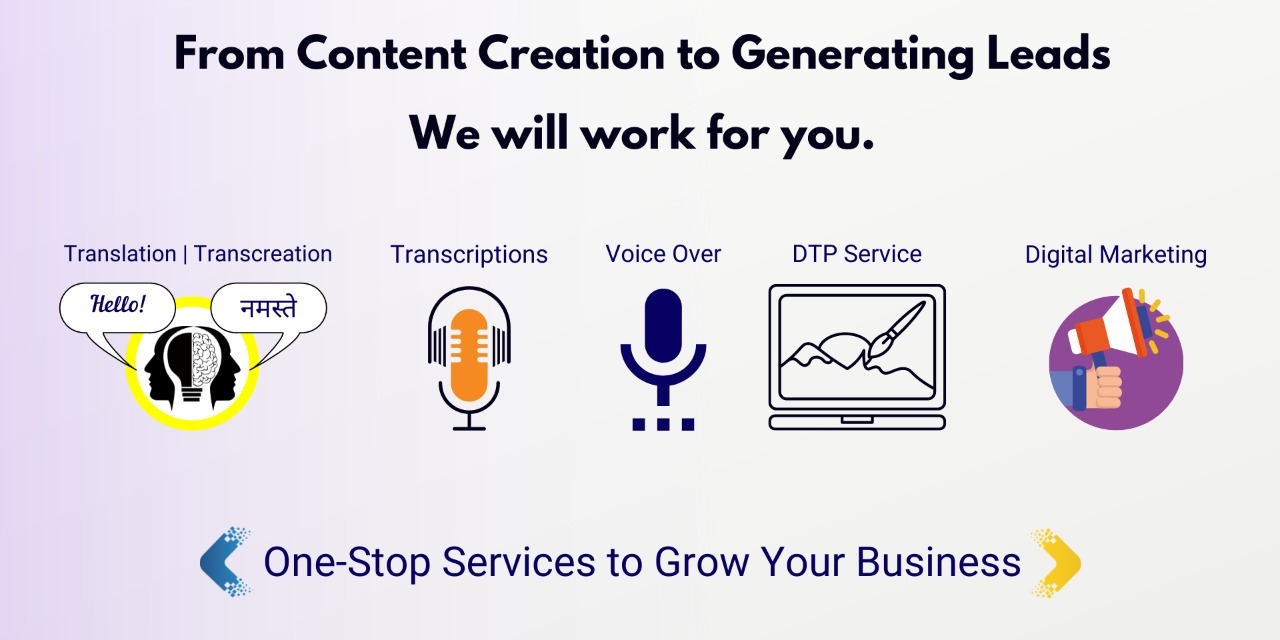 From Content Creation to Generating Leads
We will work for you.
Translation | Transcreation
Transcriptions
Voice Over
DTP Service
Digital Marketing
Hello!
नमस्ते
One-Stop Services to Grow Your Business